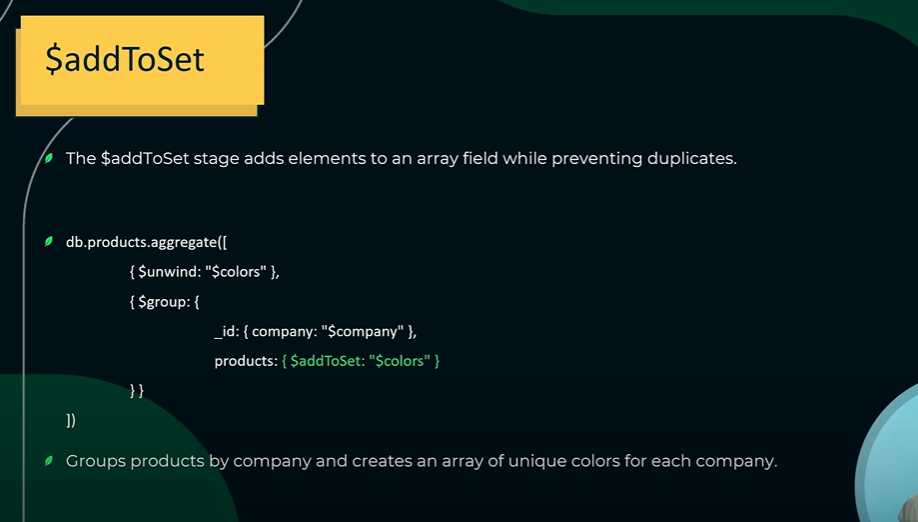 $addToSet
The $addToSet stage adds elements to an array field while preventing duplicates.
db.products.aggregate([
{ $unwind: "$colors" },
{ $group: {
_id: { company: "$company" },
products: { $addToSet: "$colors" }
} }
])
Groups products by company and creates an array of unique colors for each company.